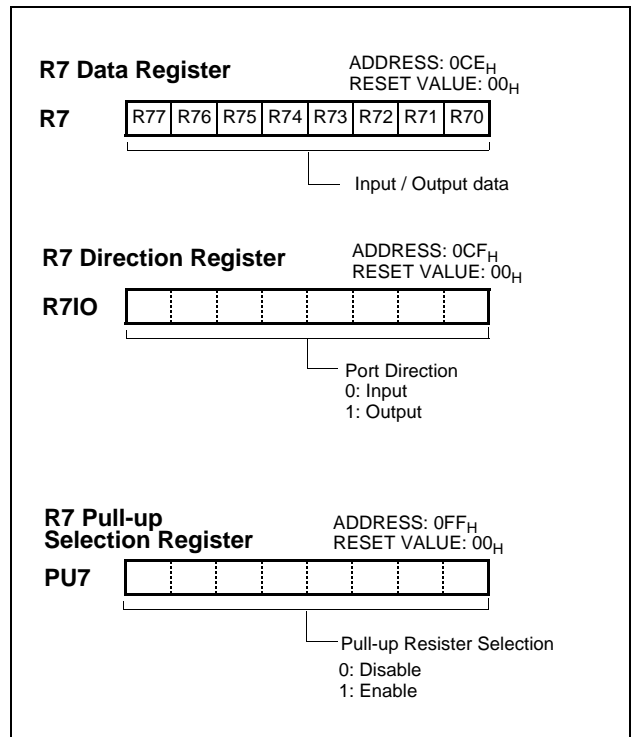 R7 Data Register
ADDRESS: 0CEH
RESET VALUE: 00H
R7
R77 R76 R75 R74 R73 R72 R71 R70
Input / Output data
R7 Direction Register
ADDRESS: 0CFH
RESET VALUE: 00H
R7IO
Port Direction
0: Input
1: Output
R7 Pull-up
Selection Register
ADDRESS: 0FFH
RESET VALUE: 00H
PU7
Pull-up Resister Selection
0: Disable
1: Enable